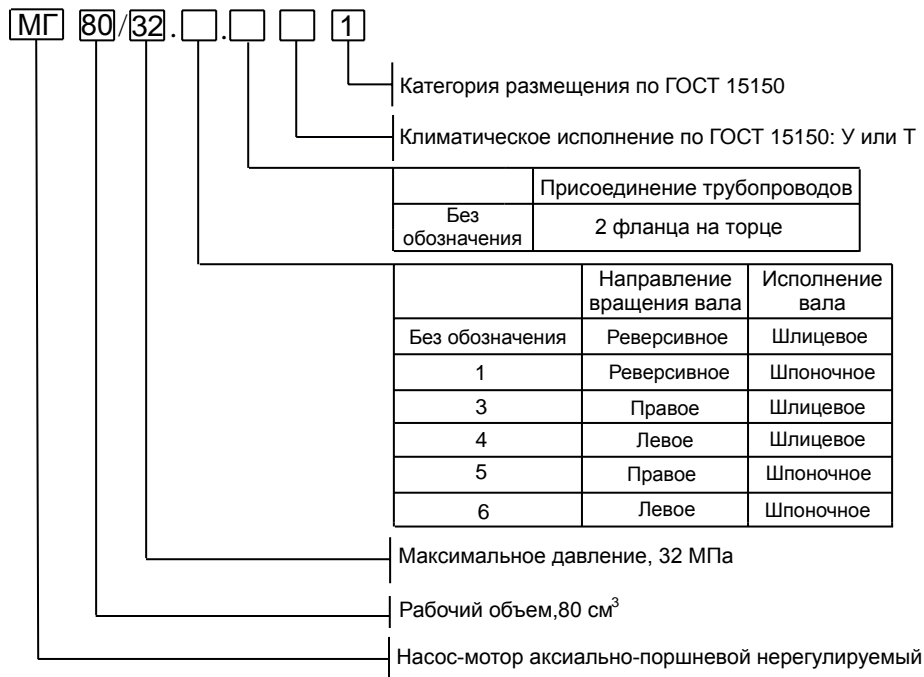 МГ 80/32.□.□ □ 1
Категория размещения по ГОСТ 15150
Климатическое исполнение по ГОСТ 15150: У или Т
Присоединение трубопроводов
Без
обозначения
2 фланца на торце
Направление
вращения вала
Исполнение
вала
Без обозначения Реверсивное Шлицевое
1 Реверсивное Шпоночное
3 Правое Шлицевое
4 Левое Шлицевое
5 Правое Шпоночное
6 Левое Шпоночное
Максимальное давление, 32 МПа
Рабочий объем,80 см³
Насос-мотор аксиально-поршневой нерегулируемый